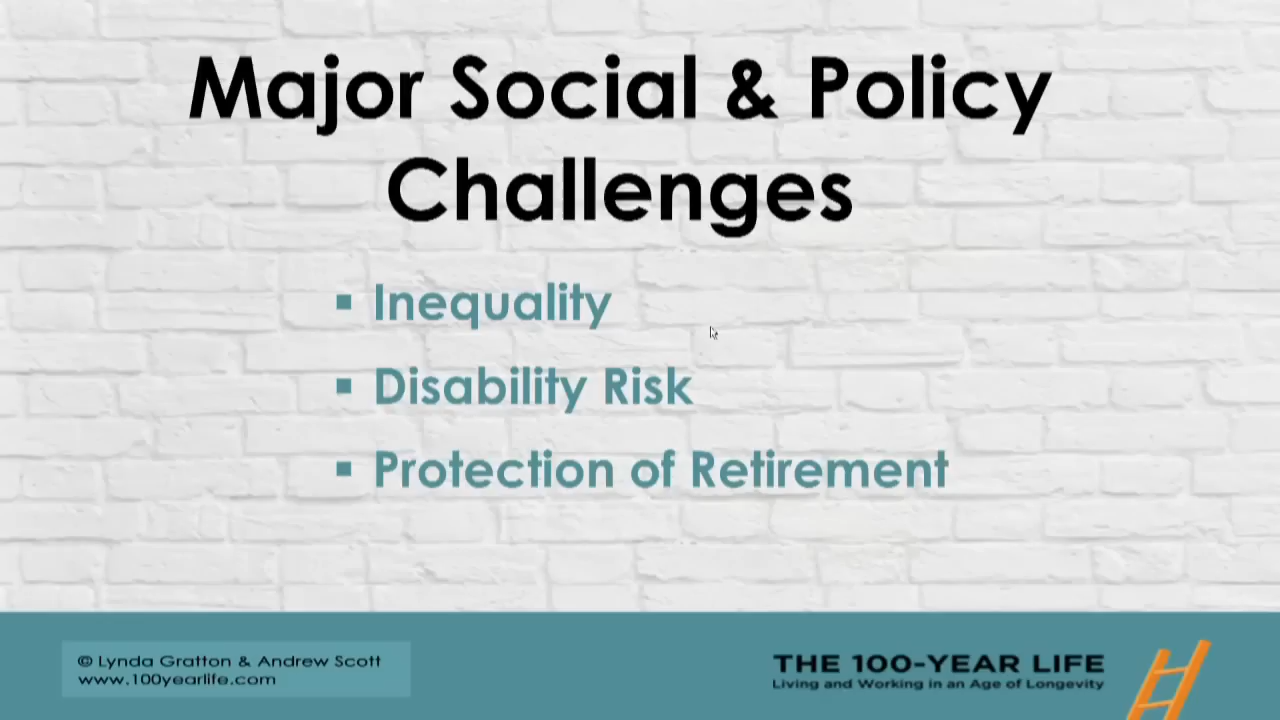 Major Social & Policy
Challenges
▪ Inequality
▪ Disability Risk
▪ Protection of Retirement
© Lynda Gratton & Andrew Scott
www.100yearlife.com
THE 100-YEAR LIFE
Living and Working in an Age of Longevity